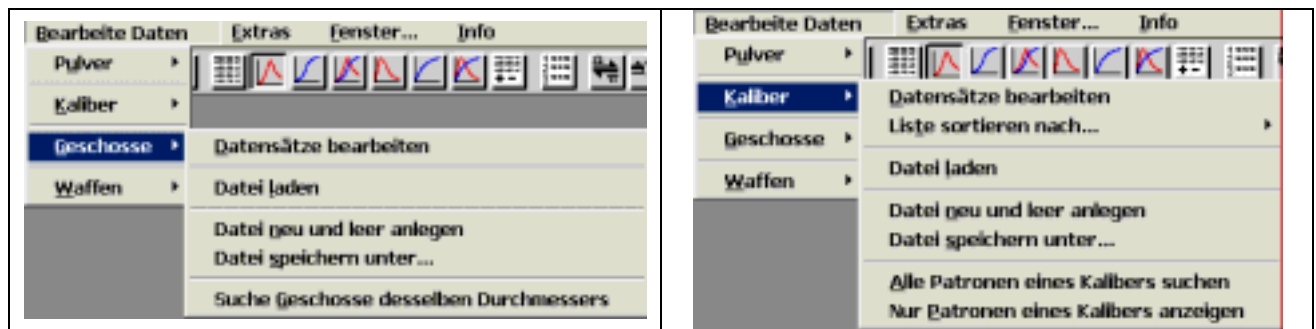 Bearbeite Daten Extras Fenster... Info
Pulver
Kaliber
Geschosse Datensätze bearbeiten
Waffen Datei laden
Datei neu und leer anlegen
Datei speichern unter...
Suche Geschosse desselben Durchmessers
Bearbeite Daten Extras Fenster... Info
Pulver
Kaliber Datensätze bearbeiten
Liste sortieren nach...
Geschosse
Datei laden
Waffen
Datei neu und leer anlegen
Datei speichern unter...
Alle Patronen eines Kalibers suchen
Nur Patronen eines Kalibers anzeigen